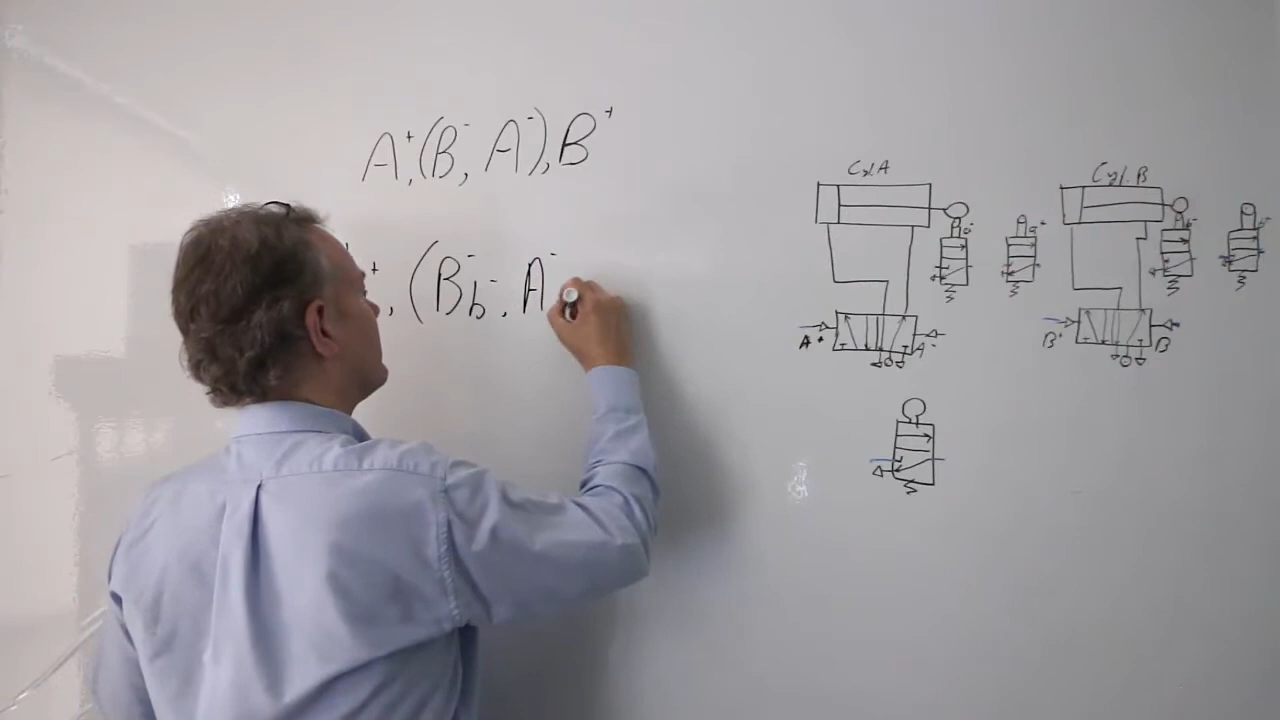 A⁺,(B⁻, A⁻),B⁺
⁺, (B⁻b⁻, A⁻
Cyl. A
Cyl. B
a⁻
a⁺
b⁻
A⁺
A⁻
B⁺
B